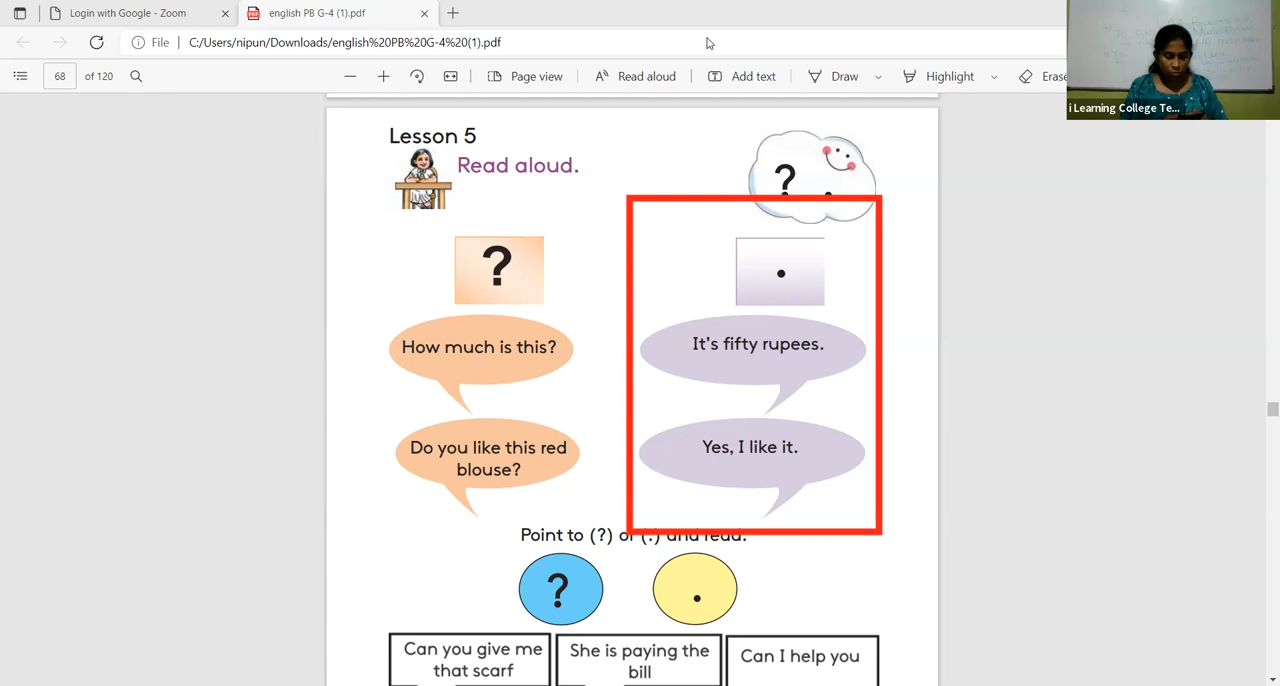 Login with Google - Zoom
english PB G-4 (1).pdf
File
C:/Users/nipun/Downloads/english%20PB%20G-4%20(1).pdf
68
of 120
Page view
Read aloud
Add text
Draw
Highlight
Erase
i Learning College Te...
Lesson 5
Read aloud.
? .
? .
How much is this?
It's fifty rupees.
Do you like this red
blouse?
Yes, I like it.
Point to (?) or (.) and read.
? .
Can you give me
that scarf
She is paying the
bill
Can I help you